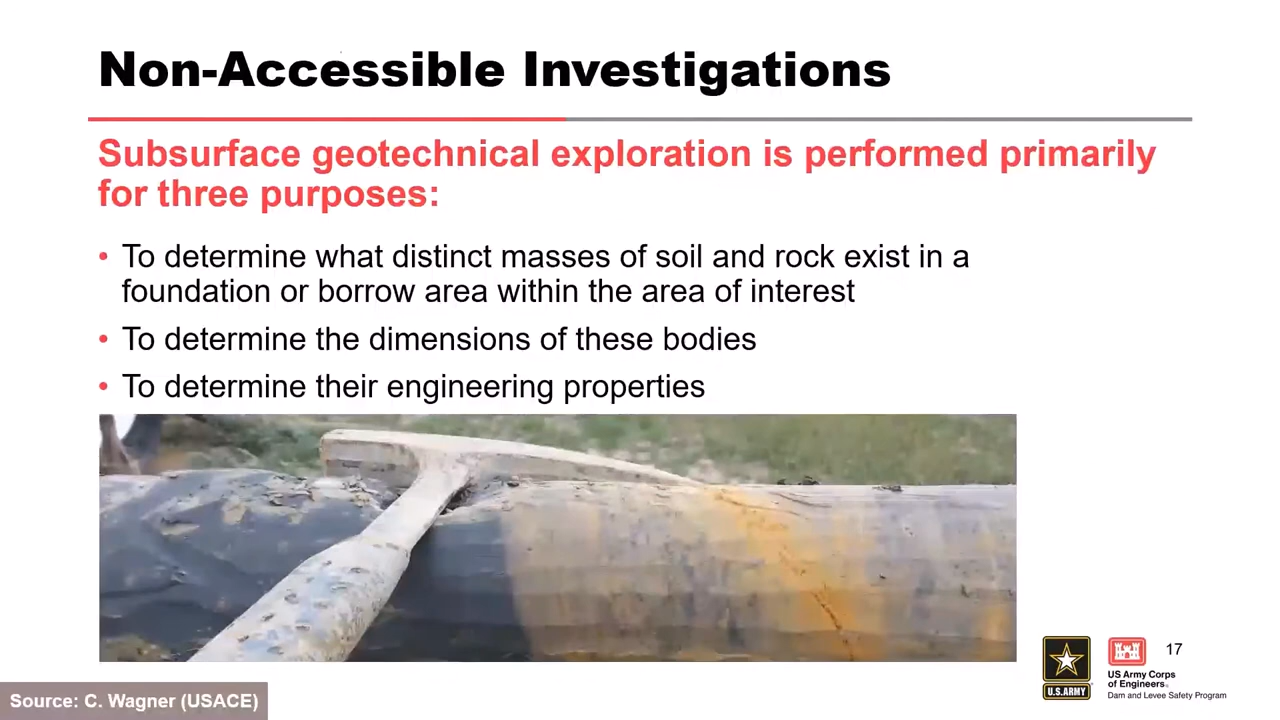 Non-Accessible Investigations
Subsurface geotechnical exploration is performed primarily
for three purposes:
• To determine what distinct masses of soil and rock exist in a
foundation or borrow area within the area of interest
• To determine the dimensions of these bodies
• To determine their engineering properties
17
U.S. ARMY
US Army Corps
of Engineers®
Dam and Levee Safety Program
Source: C. Wagner (USACE)